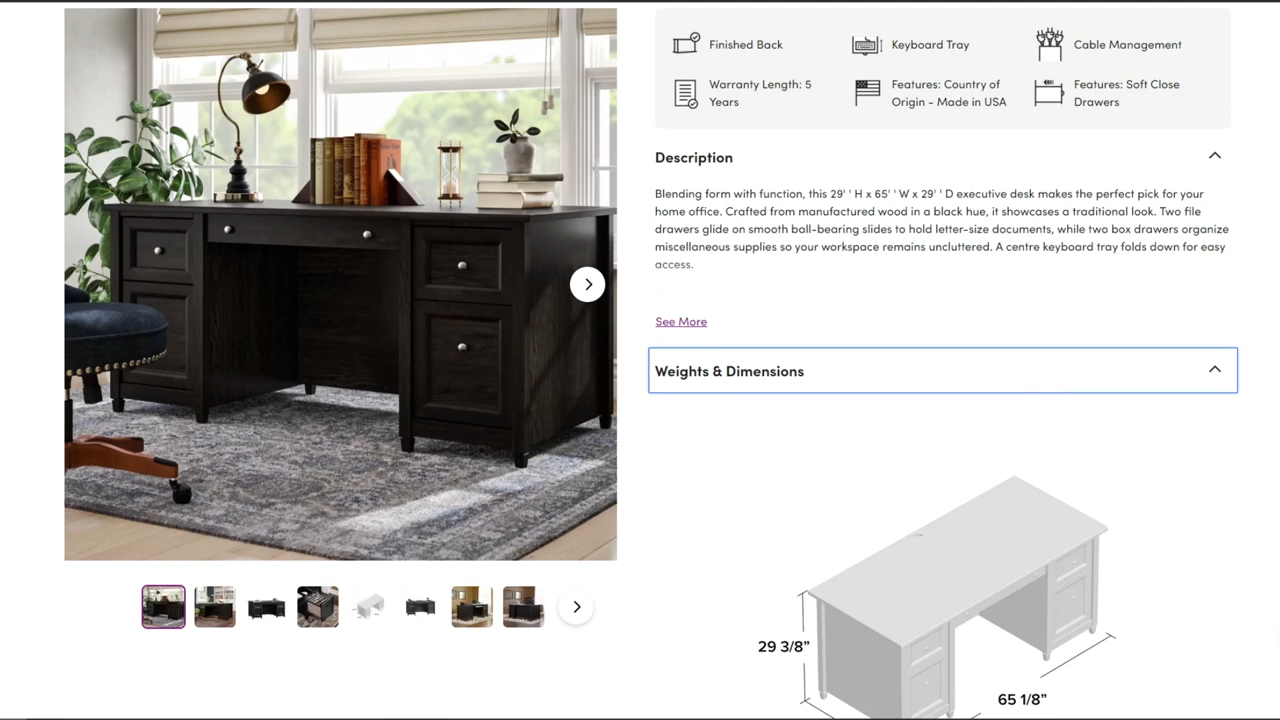 Finished Back
Keyboard Tray
Cable Management
Warranty Length: 5
Years
Features: Country of
Origin - Made in USA
Features: Soft Close
Drawers
Description
Blending form with function, this 29' ' H x 65' ' W x 29' ' D executive desk makes the perfect pick for your
home office. Crafted from manufactured wood in a black hue, it showcases a traditional look. Two file
drawers glide on smooth ball-bearing slides to hold letter-size documents, while two box drawers organize
miscellaneous supplies so your workspace remains uncluttered. A centre keyboard tray folds down for easy
access.
See More
Weights & Dimensions
29 3/8”
65 1/8”